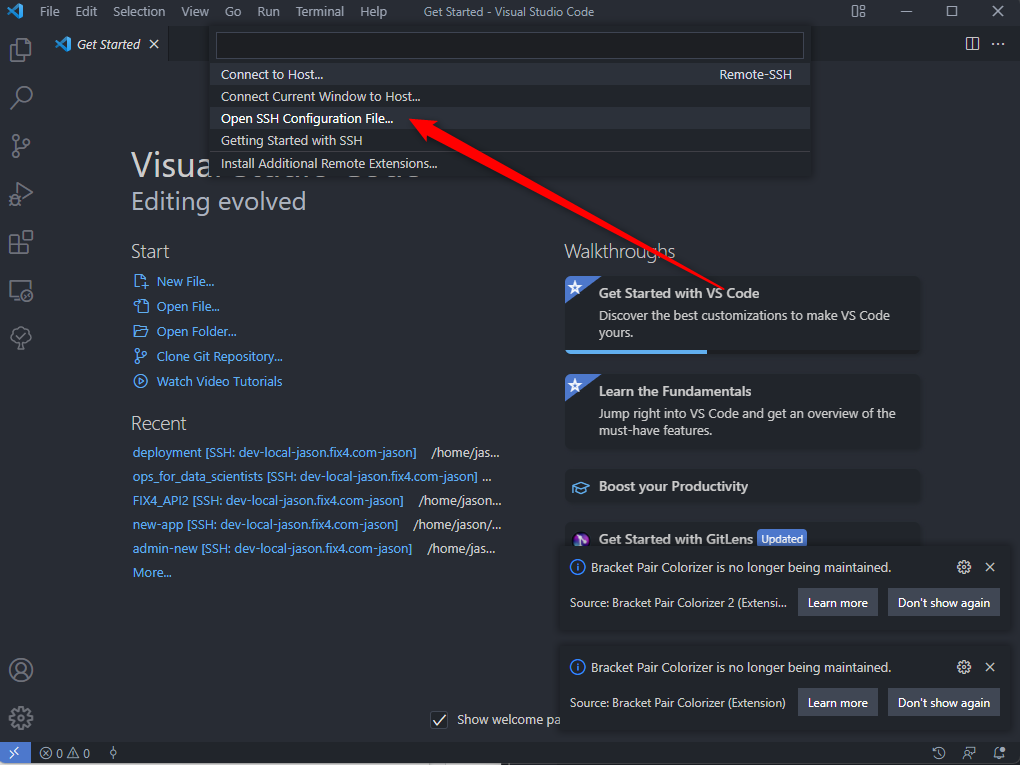 File Edit Selection View Go Run Terminal Help Get Started - Visual Studio Code
Get Started
Connect to Host... Remote-SSH
Connect Current Window to Host...
Open SSH Configuration File...
Getting Started with SSH
Install Additional Remote Extensions...
Visual Studio Code
Editing evolved
Start
New File...
Open File...
Open Folder...
Clone Git Repository...
Watch Video Tutorials
Recent
deployment [SSH: dev-local-jason.fix4.com-jason] /home/jas...
ops_for_data_scientists [SSH: dev-local-jason.fix4.com-jason] ...
FIX4_API2 [SSH: dev-local-jason.fix4.com-jason] /home/jason...
new-app [SSH: dev-local-jason.fix4.com-jason] /home/jason/...
admin-new [SSH: dev-local-jason.fix4.com-jason] /home/jas...
More...
Walkthroughs
Get Started with VS Code
Discover the best customizations to make VS Code
yours.
Learn the Fundamentals
Jump right into VS Code and get an overview of the
must-have features.
Boost your Productivity
Get Started with GitLens Updated
Bracket Pair Colorizer is no longer being maintained.
Source: Bracket Pair Colorizer 2 (Extensi... Learn more Don't show again
Bracket Pair Colorizer is no longer being maintained.
Source: Bracket Pair Colorizer (Extension) Learn more Don't show again
Show welcome pa
0 0